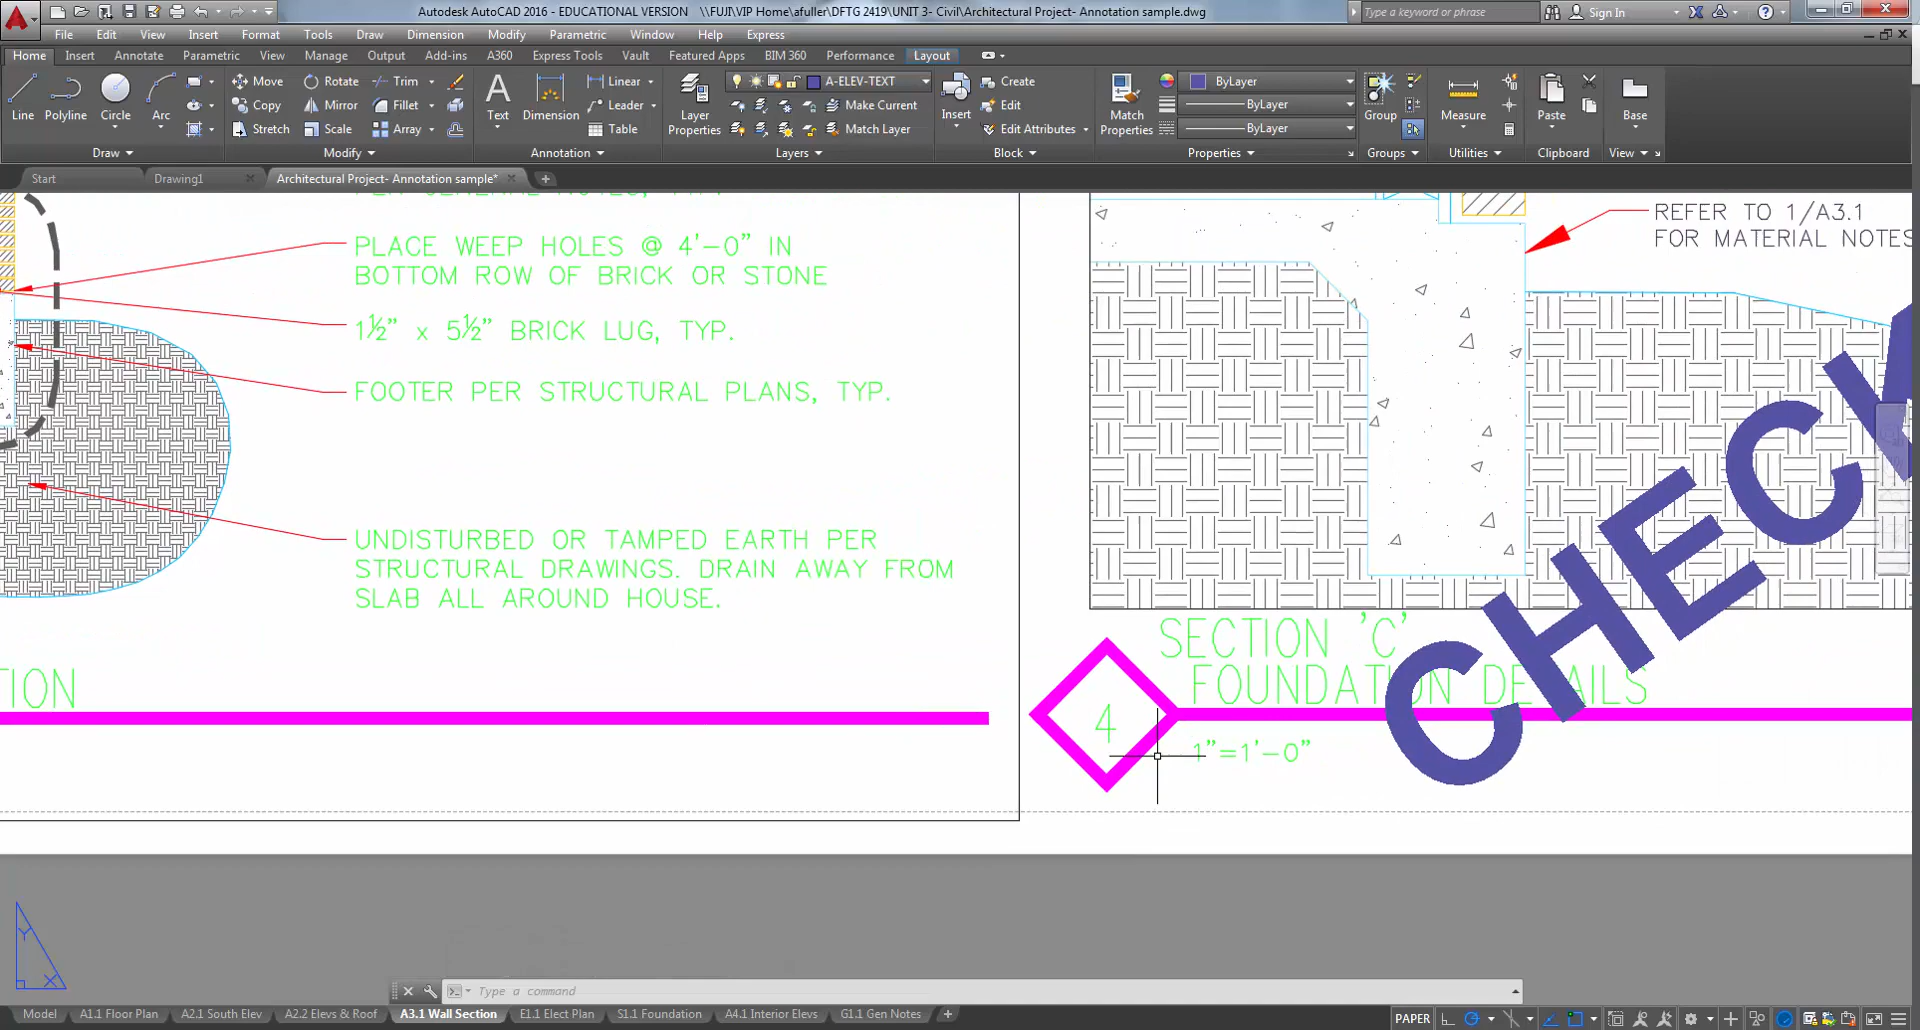 Autodesk AutoCAD 2016 - EDUCATIONAL VERSION \\FUJI\VIP Home\afuller\DFTG 2419\UNIT 3- Civil\Architectural Project- Annotation sample.dwg
Type a keyword or phrase
Sign In
File Edit View Insert Format Tools Draw Dimension Modify Parametric Window Help Express
Home Insert Annotate Parametric View Manage Output Add-ins A360 Express Tools Vault Featured Apps BIM 360 Performance Layout
Line Polyline Circle Arc
Draw
Move Rotate Trim
Copy Mirror Fillet
Stretch Scale Array
Modify
Text Dimension
Linear
Leader
Table
Annotation
Layer Properties
A-ELEV-TEXT
Make Current
Match Layer
Layers
Insert
Create
Edit
Edit Attributes
Block
Match Properties
ByLayer
ByLayer
ByLayer
Properties
Group
Groups
Measure
Utilities
Paste
Clipboard
Base
View
Start Drawing1 Architectural Project- Annotation sample*
PLACE WEEP HOLES @ 4'-0" IN
BOTTOM ROW OF BRICK OR STONE
1½" x 5½" BRICK LUG, TYP.
FOOTER PER STRUCTURAL PLANS, TYP.
UNDISTURBED OR TAMPED EARTH PER
STRUCTURAL DRAWINGS. DRAIN AWAY FROM
SLAB ALL AROUND HOUSE.
TION
REFER TO 1/A3.1
FOR MATERIAL NOTES
CHECK
SECTION 'C'
FOUNDATION DETAILS
4
1"=1'-0"
Y
X
Type a command
Model A1.1 Floor Plan A2.1 South Elev A2.2 Elevs & Roof A3.1 Wall Section E1.1 Elect Plan S1.1 Foundation A4.1 Interior Elevs G1.1 Gen Notes
PAPER